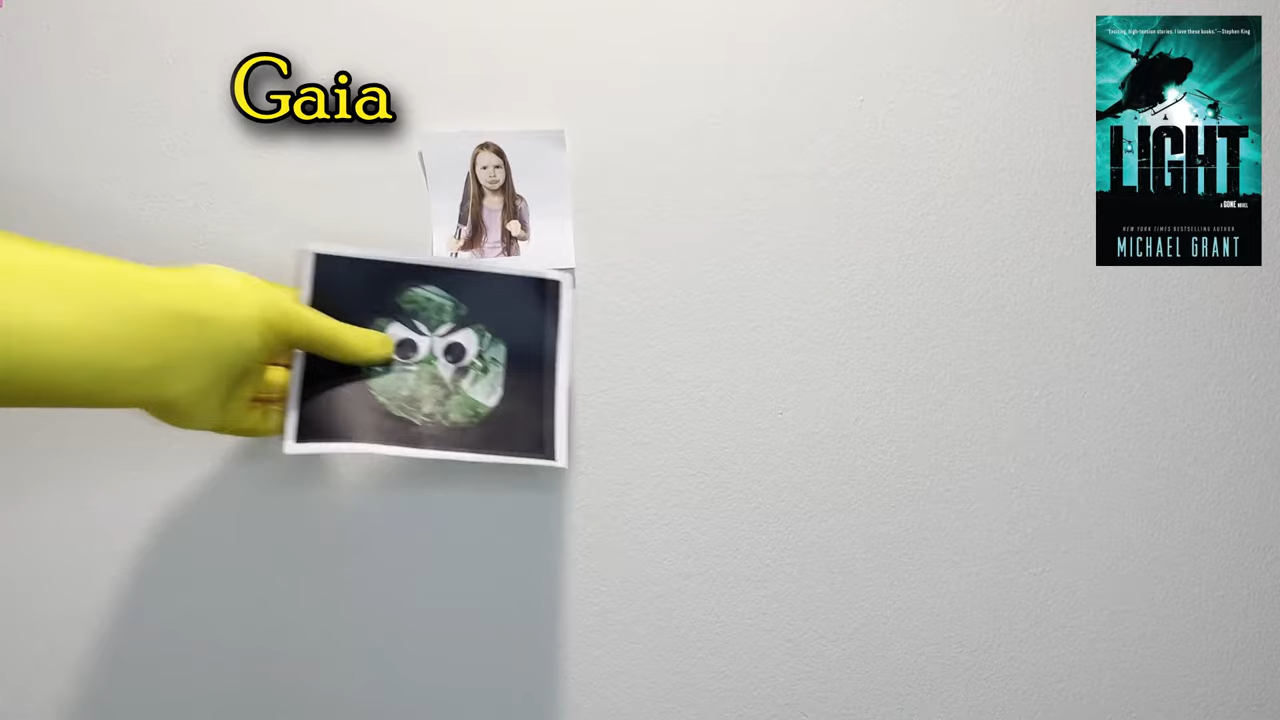 Gaia
"Exciting, high-tension stories. I love these books."—Stephen King
LIGHT
A GONE NOVEL
NEW YORK TIMES BESTSELLING AUTHOR
MICHAEL GRANT